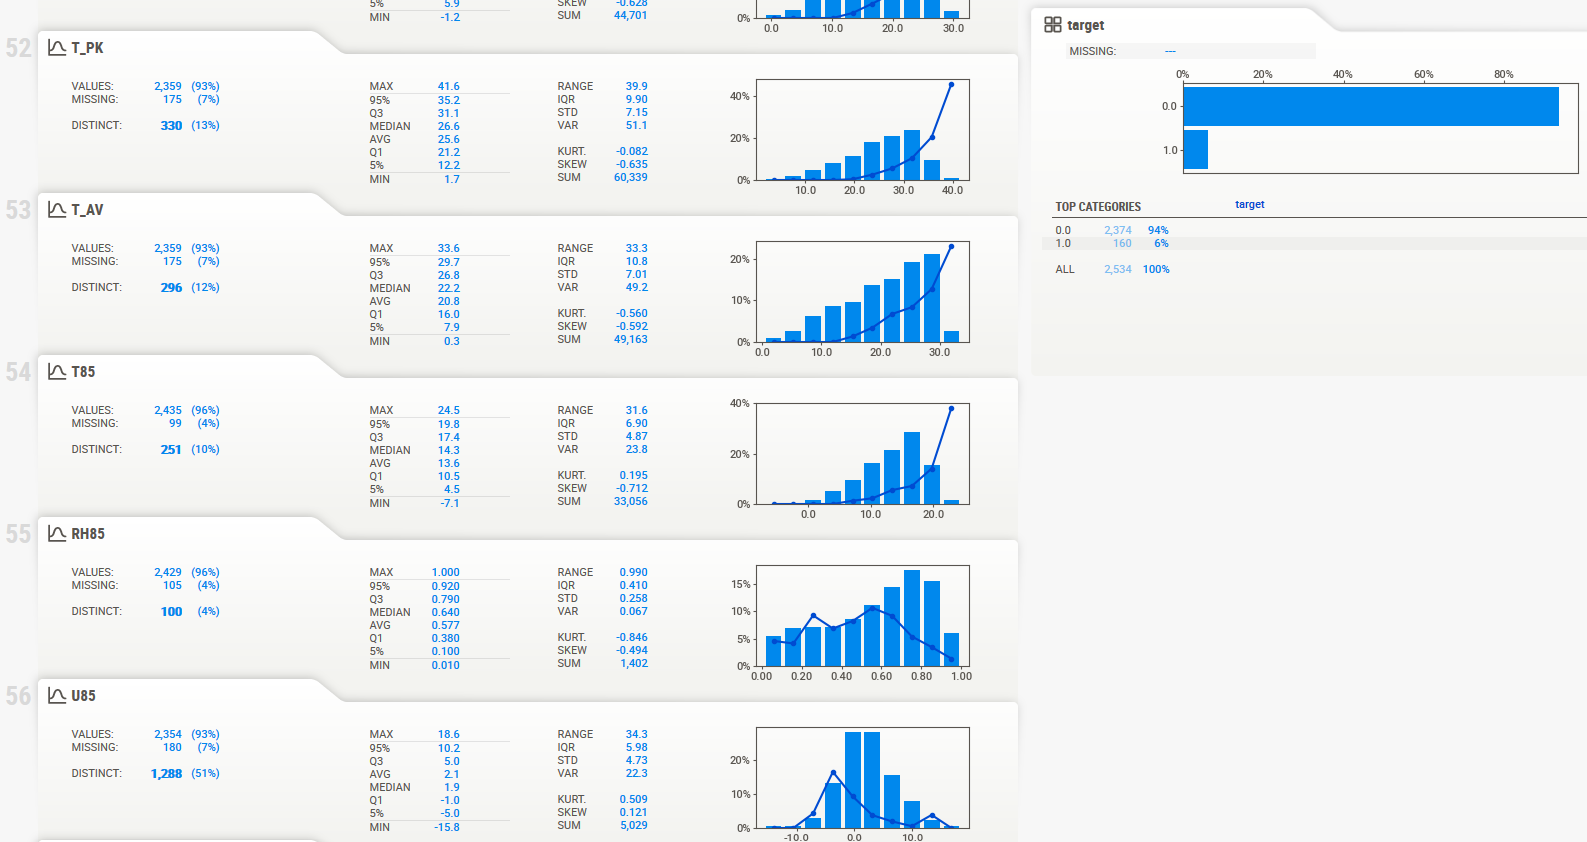 5% 5.9 SKEW -0.628
MIN -1.2 SUM 44,701
0%
0.0 10.0 20.0 30.0
52 T_PK
VALUES: 2,359 (93%)
MISSING: 175 (7%)
DISTINCT: 330 (13%)
MAX 41.6
95% 35.2
Q3 31.1
MEDIAN 26.6
AVG 25.6
Q1 21.2
5% 12.2
MIN 1.7
RANGE 39.9
IQR 9.90
STD 7.15
VAR 51.1
KURT. -0.082
SKEW -0.635
SUM 60,339
40%
20%
0%
10.0 20.0 30.0 40.0
53 T_AV
VALUES: 2,359 (93%)
MISSING: 175 (7%)
DISTINCT: 296 (12%)
MAX 33.6
95% 29.7
Q3 26.8
MEDIAN 22.2
AVG 20.8
Q1 16.0
5% 7.9
MIN 0.3
RANGE 33.3
IQR 10.8
STD 7.01
VAR 49.2
KURT. -0.560
SKEW -0.592
SUM 49,163
20%
10%
0%
0.0 10.0 20.0 30.0
54 T85
VALUES: 2,435 (96%)
MISSING: 99 (4%)
DISTINCT: 251 (10%)
MAX 24.5
95% 19.8
Q3 17.4
MEDIAN 14.3
AVG 13.6
Q1 10.5
5% 4.5
MIN -7.1
RANGE 31.6
IQR 6.90
STD 4.87
VAR 23.8
KURT. 0.195
SKEW -0.712
SUM 33,056
40%
20%
0%
0.0 10.0 20.0
55 RH85
VALUES: 2,429 (96%)
MISSING: 105 (4%)
DISTINCT: 100 (4%)
MAX 1.000
95% 0.920
Q3 0.790
MEDIAN 0.640
AVG 0.577
Q1 0.380
5% 0.100
MIN 0.010
RANGE 0.990
IQR 0.410
STD 0.258
VAR 0.067
KURT. -0.846
SKEW -0.494
SUM 1,402
15%
10%
5%
0%
0.00 0.20 0.40 0.60 0.80 1.00
56 U85
VALUES: 2,354 (93%)
MISSING: 180 (7%)
DISTINCT: 1,288 (51%)
MAX 18.6
95% 10.2
Q3 5.0
AVG 2.1
MEDIAN 1.9
Q1 -1.0
5% -5.0
MIN -15.8
RANGE 34.3
IQR 5.98
STD 4.73
VAR 22.3
KURT. 0.509
SKEW 0.121
SUM 5,029
20%
10%
0%
-10.0 0.0 10.0
target
MISSING: ---
0% 20% 40% 60% 80%
0.0
1.0
TOP CATEGORIES target
0.0 2,374 94%
1.0 160 6%
ALL 2,534 100%